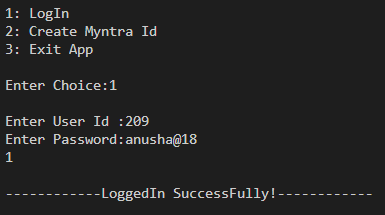 1: LogIn
2: Create Myntra Id
3: Exit App
Enter Choice:1
Enter User Id :209
Enter Password:anusha@18
1
------------LoggedIn SuccessFully!------------